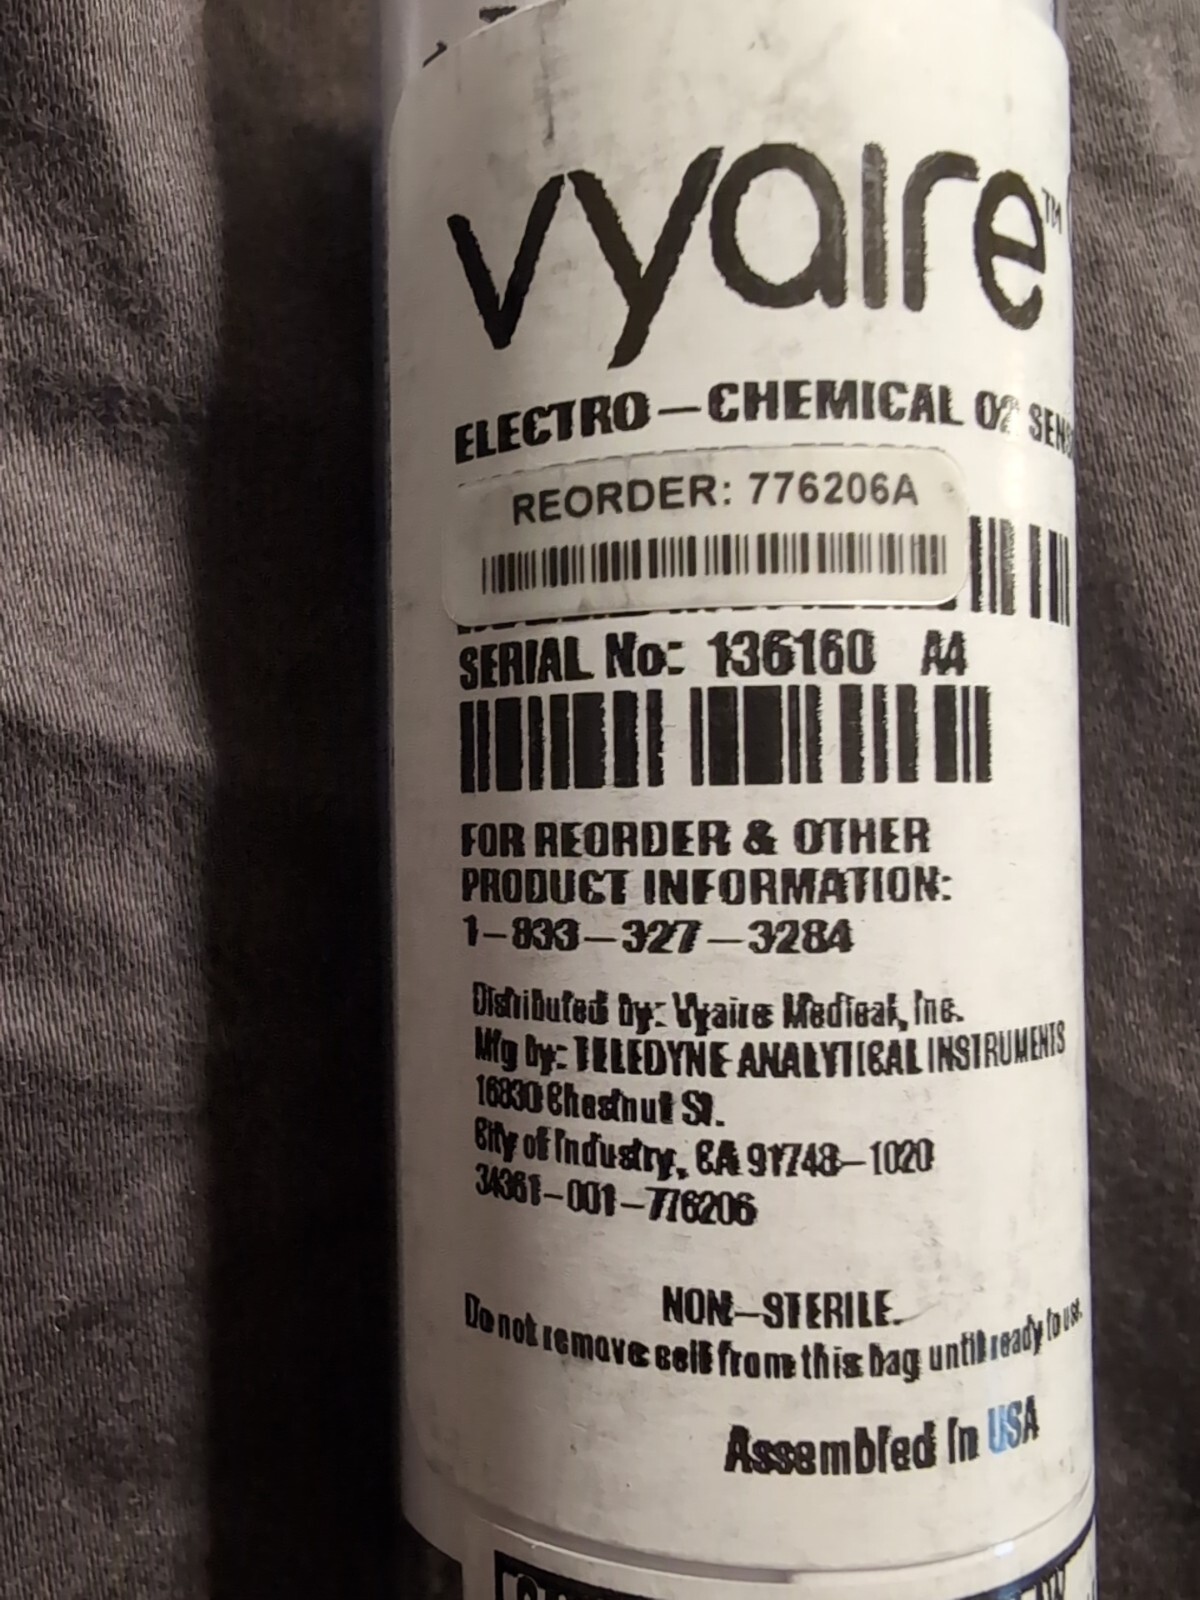 vyaire™
ELECTRO-CHEMICAL O2
REORDER: 776206A
SERIAL No: 136160 A4
FOR REORDER & OTHER
PRODUCT INFORMATION:
1-833-327-3284
Distributed by: Vyaire Medical, Inc.
Mfg by: TELEDYNE ANALYTICAL INSTRUMENTS
16830 Chestnut St.
City of Industry, CA 91748-1020
34361-001-776206
NON-STERILE.
Do not remove cell from this bag until ready to use.
Assembled in USA